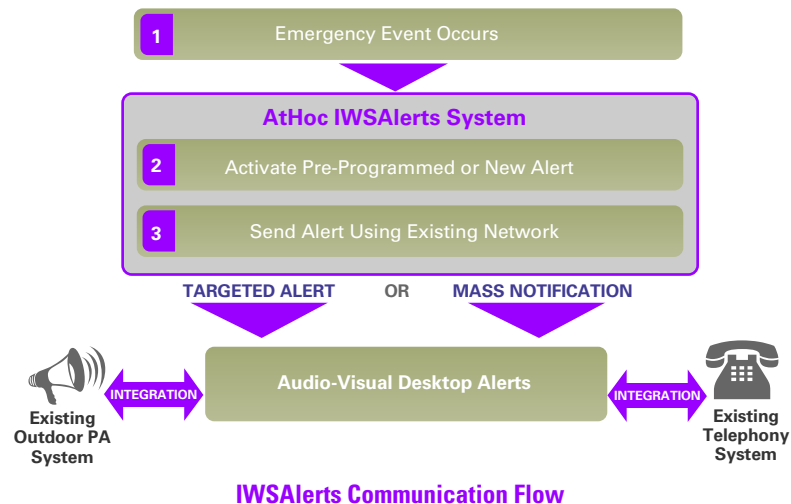 1
Emergency Event Occurs
AtHoc IWSAlerts System
2
Activate Pre-Programmed or New Alert
3
Send Alert Using Existing Network
TARGETED ALERT OR MASS NOTIFICATION
INTEGRATION
Audio-Visual Desktop Alerts
INTEGRATION
Existing
Outdoor PA
System
Existing
Telephony
System
IWSAlerts Communication Flow